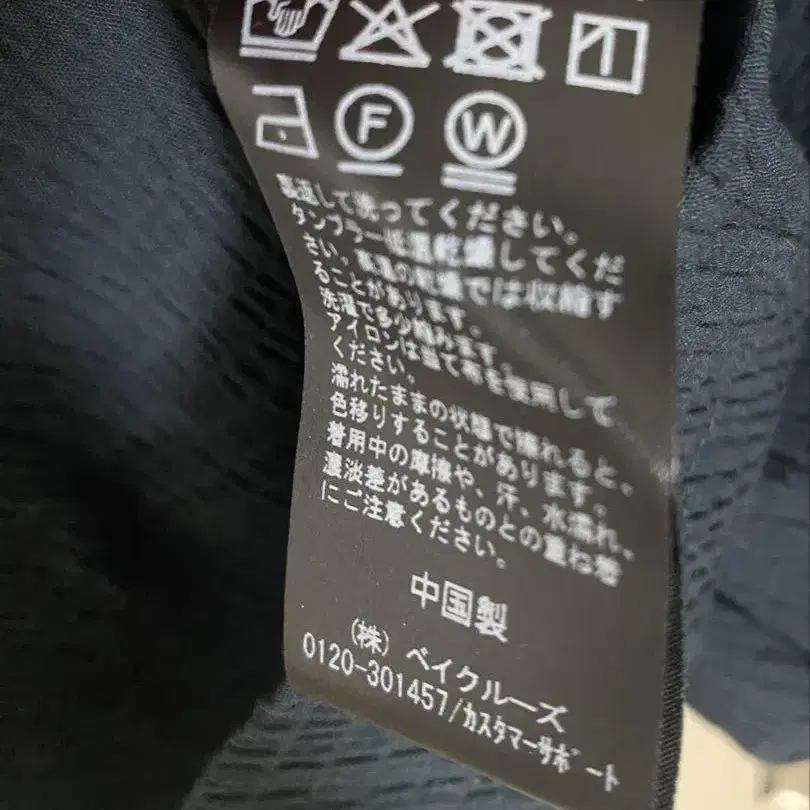 F W
裏返して洗ってください。
タンブラー低温乾燥してくだ
さい。高温の乾燥では収縮す
ることがあります。
洗濯で多少縮みます。
アイロンは当て布を使用して
ください。
濡れたままの状態で擦れると、
色移りすることがあります。
着用中の摩擦や、汗、水濡れ、
濃淡差があるものとの重ね着
にご注意ください。
中国製
(株) ベイクルーズ
0120-301457/カスタマーサポート